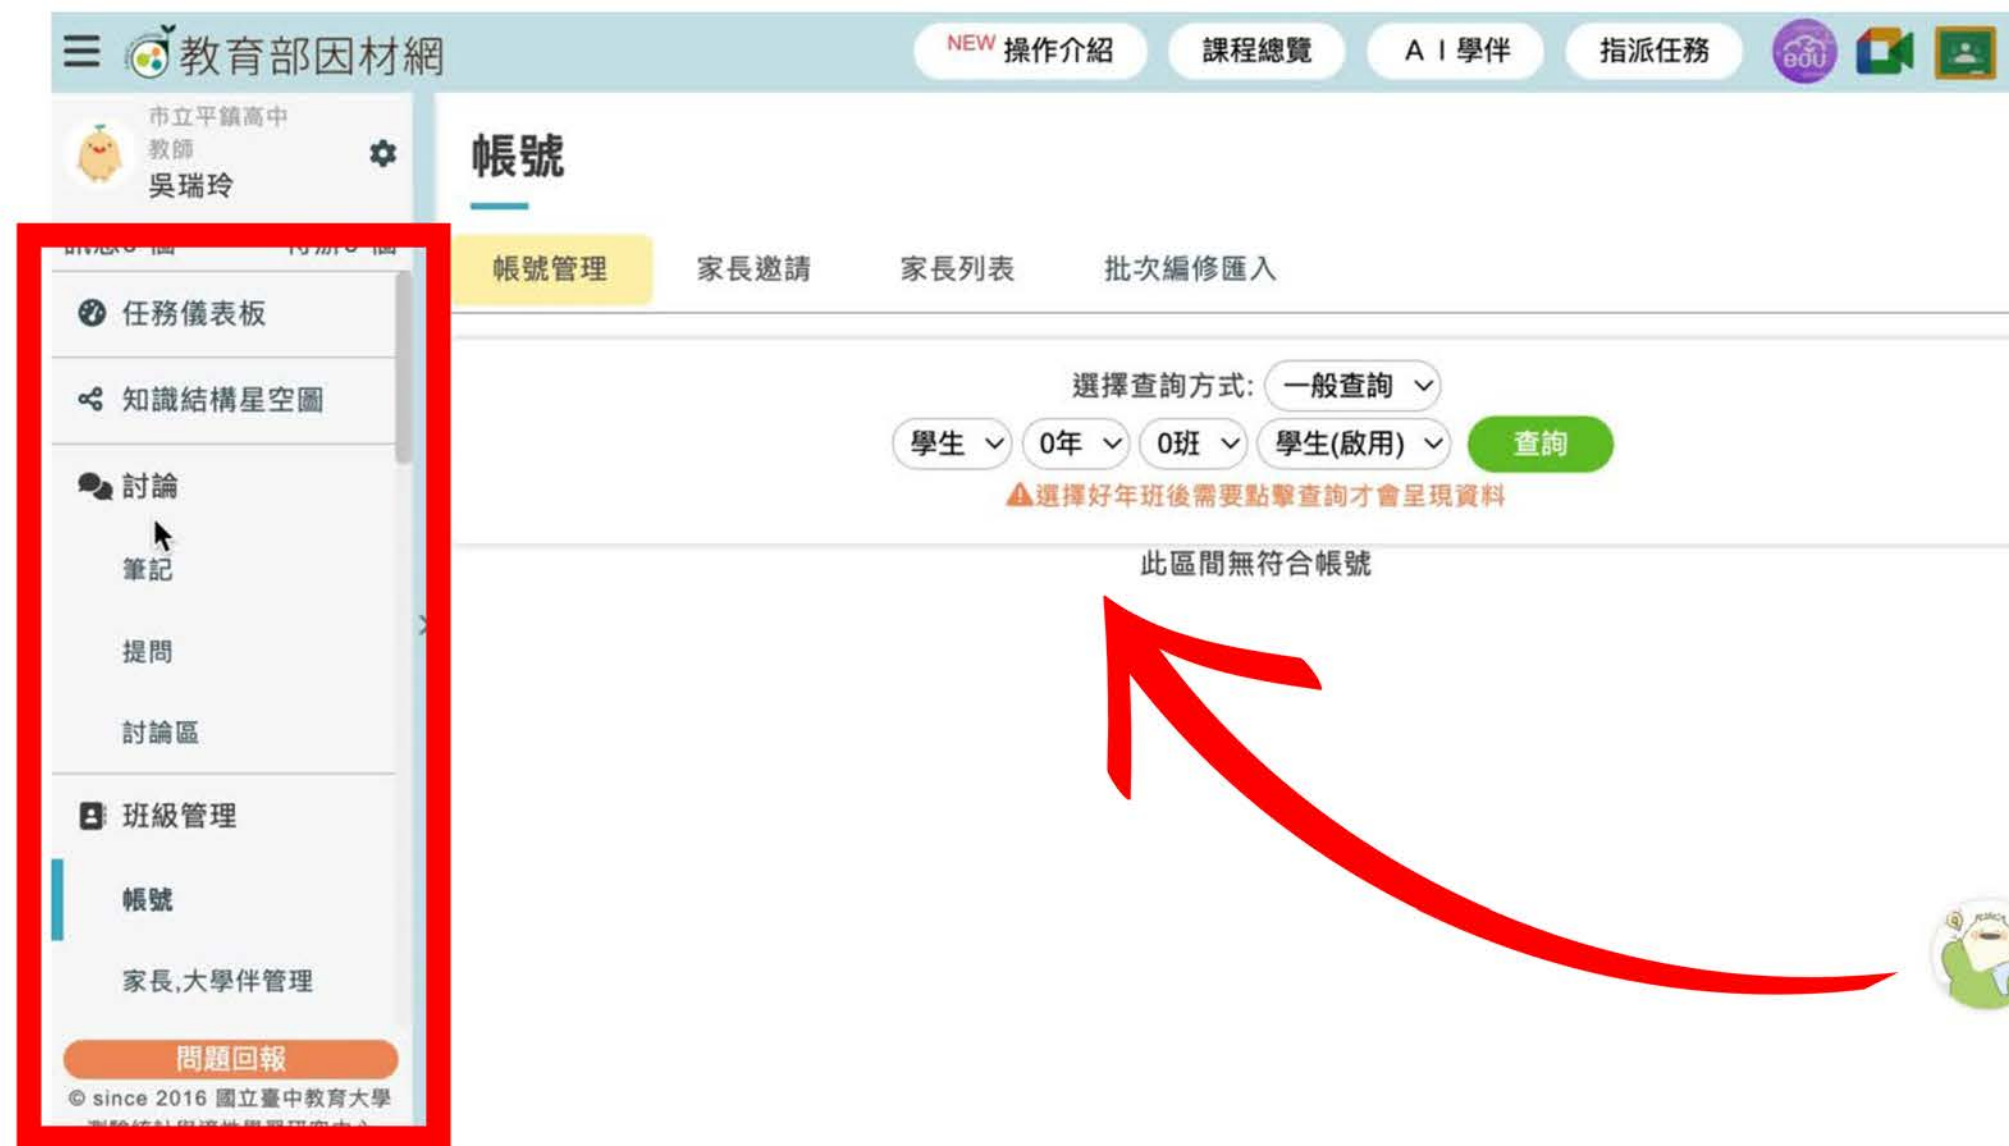 教育部因材網
NEW 操作介紹
課程總覽
AI學伴
指派任務
edu
市立平鎮高中
教師
吳瑞玲
任務儀表板
知識結構星空圖
討論
筆記
提問
討論區
班級管理
帳號
家長,大學伴管理
問題回報
© since 2016 國立臺中教育大學
帳號
帳號管理
家長邀請
家長列表
批次編修匯入
選擇查詢方式: 一般查詢
學生 0年 0班 學生(啟用) 查詢
選擇好年班後需要點擊查詢才會呈現資料
此區間無符合帳號